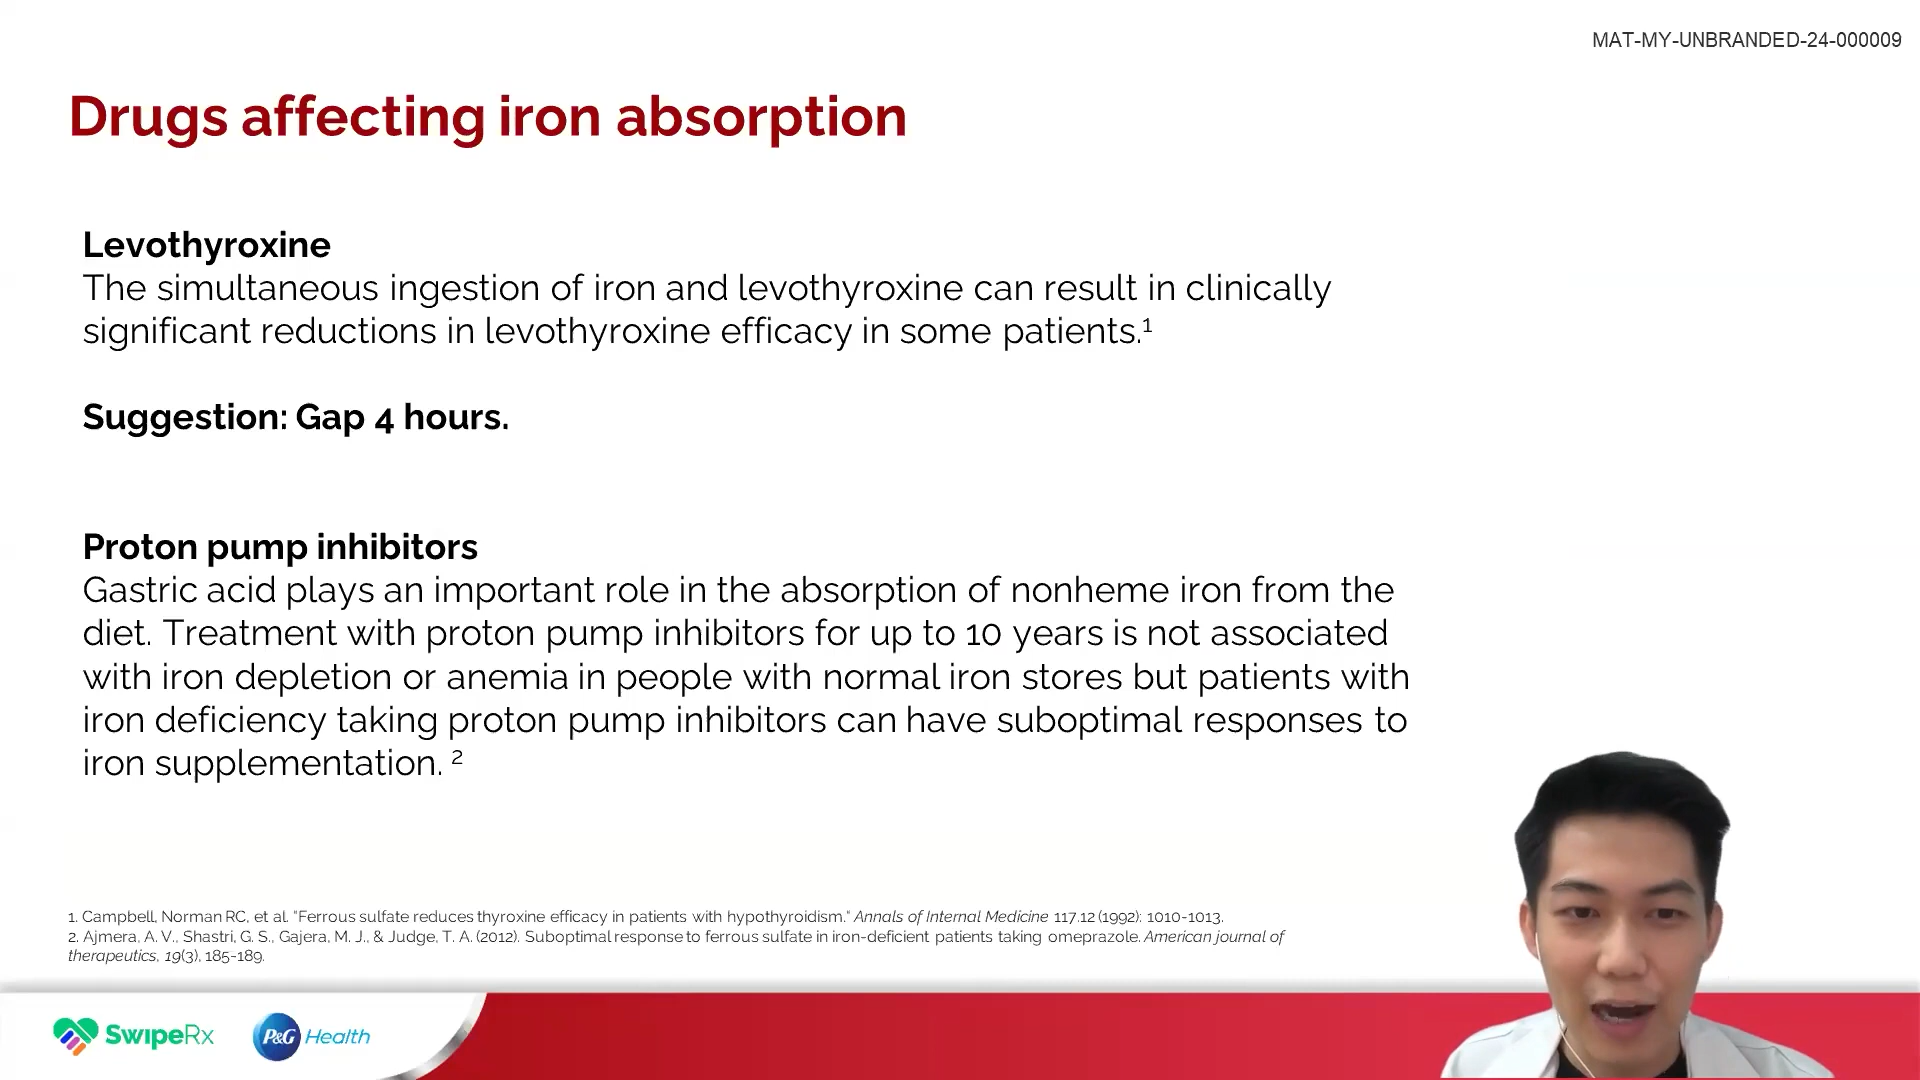 MAT-MY-UNBRANDED-24-000009
Drugs affecting iron absorption
Levothyroxine
The simultaneous ingestion of iron and levothyroxine can result in clinically
significant reductions in levothyroxine efficacy in some patients.¹
Suggestion: Gap 4 hours.
Proton pump inhibitors
Gastric acid plays an important role in the absorption of nonheme iron from the
diet. Treatment with proton pump inhibitors for up to 10 years is not associated
with iron depletion or anemia in people with normal iron stores but patients with
iron deficiency taking proton pump inhibitors can have suboptimal responses to
iron supplementation. ²
1. Campbell, Norman RC, et al. "Ferrous sulfate reduces thyroxine efficacy in patients with hypothyroidism." Annals of Internal Medicine 117.12 (1992): 1010-1013.
2. Ajmera, A. V., Shastri, G. S., Gajera, M. J., & Judge, T. A. (2012). Suboptimal response to ferrous sulfate in iron-deficient patients taking omeprazole. American journal of
therapeutics, 19(3), 185-189.
SwipeRx
P&G Health